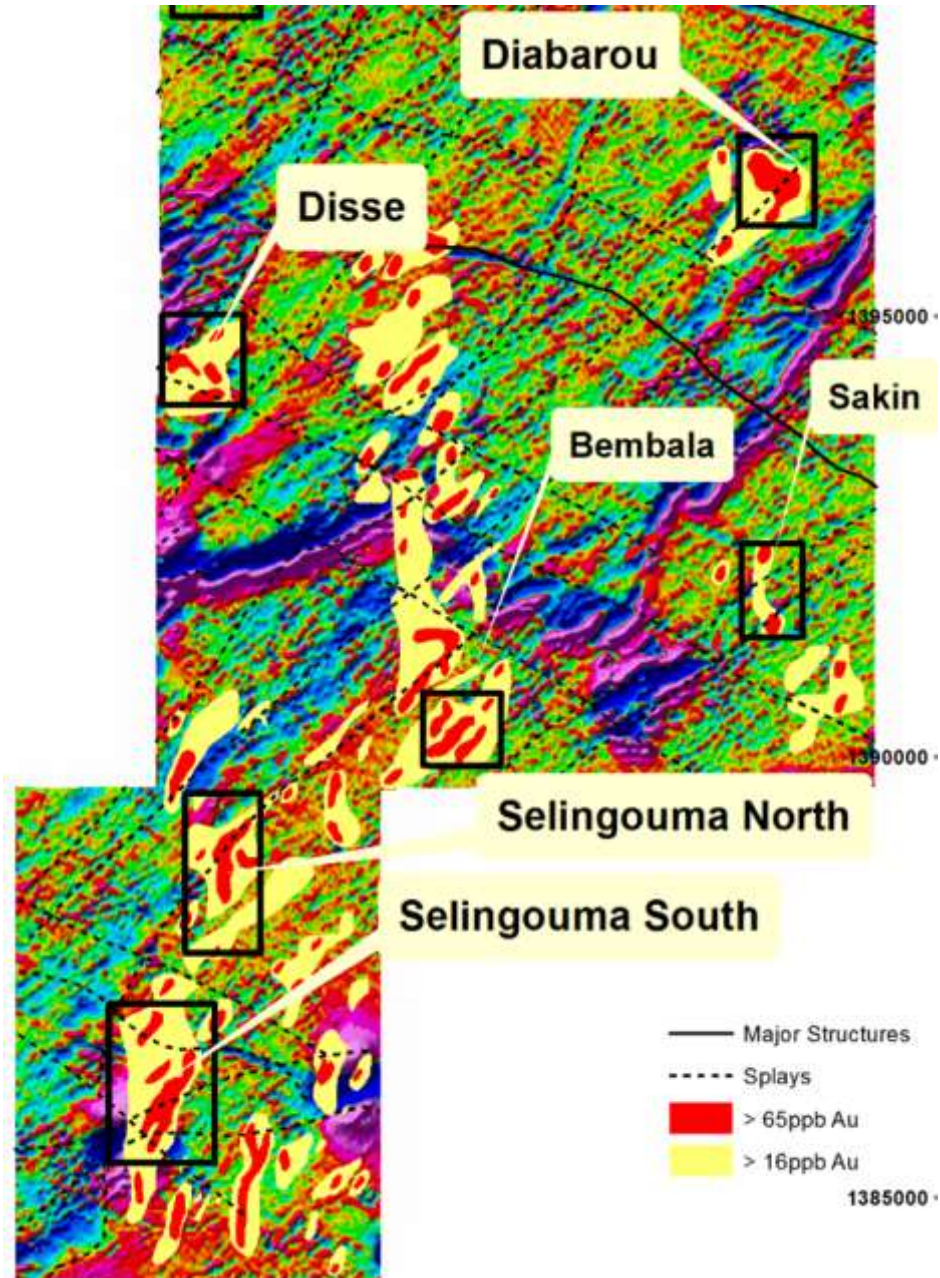 Diabarou
Disse
1395000
Sakin
Bembala
1390000
Selingouma North
Selingouma South
Major Structures
Splays
> 65ppb Au
> 16ppb Au
1385000